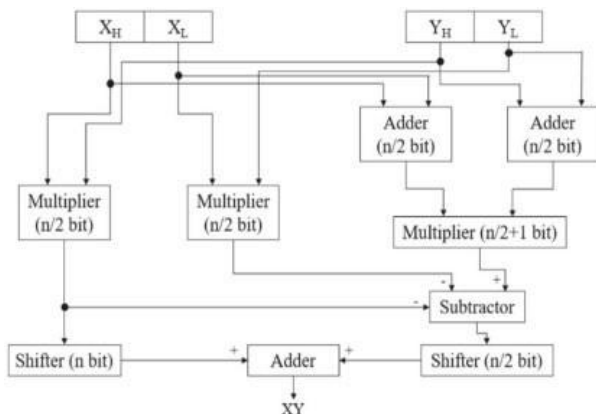 X_H X_L Y_H Y_L
Adder
(n/2 bit)
Adder
(n/2 bit)
Multiplier
(n/2 bit)
Multiplier
(n/2 bit)
Multiplier (n/2+1 bit)
- +
- Subtractor
Shifter (n bit) + Adder + Shifter (n/2 bit)
XY